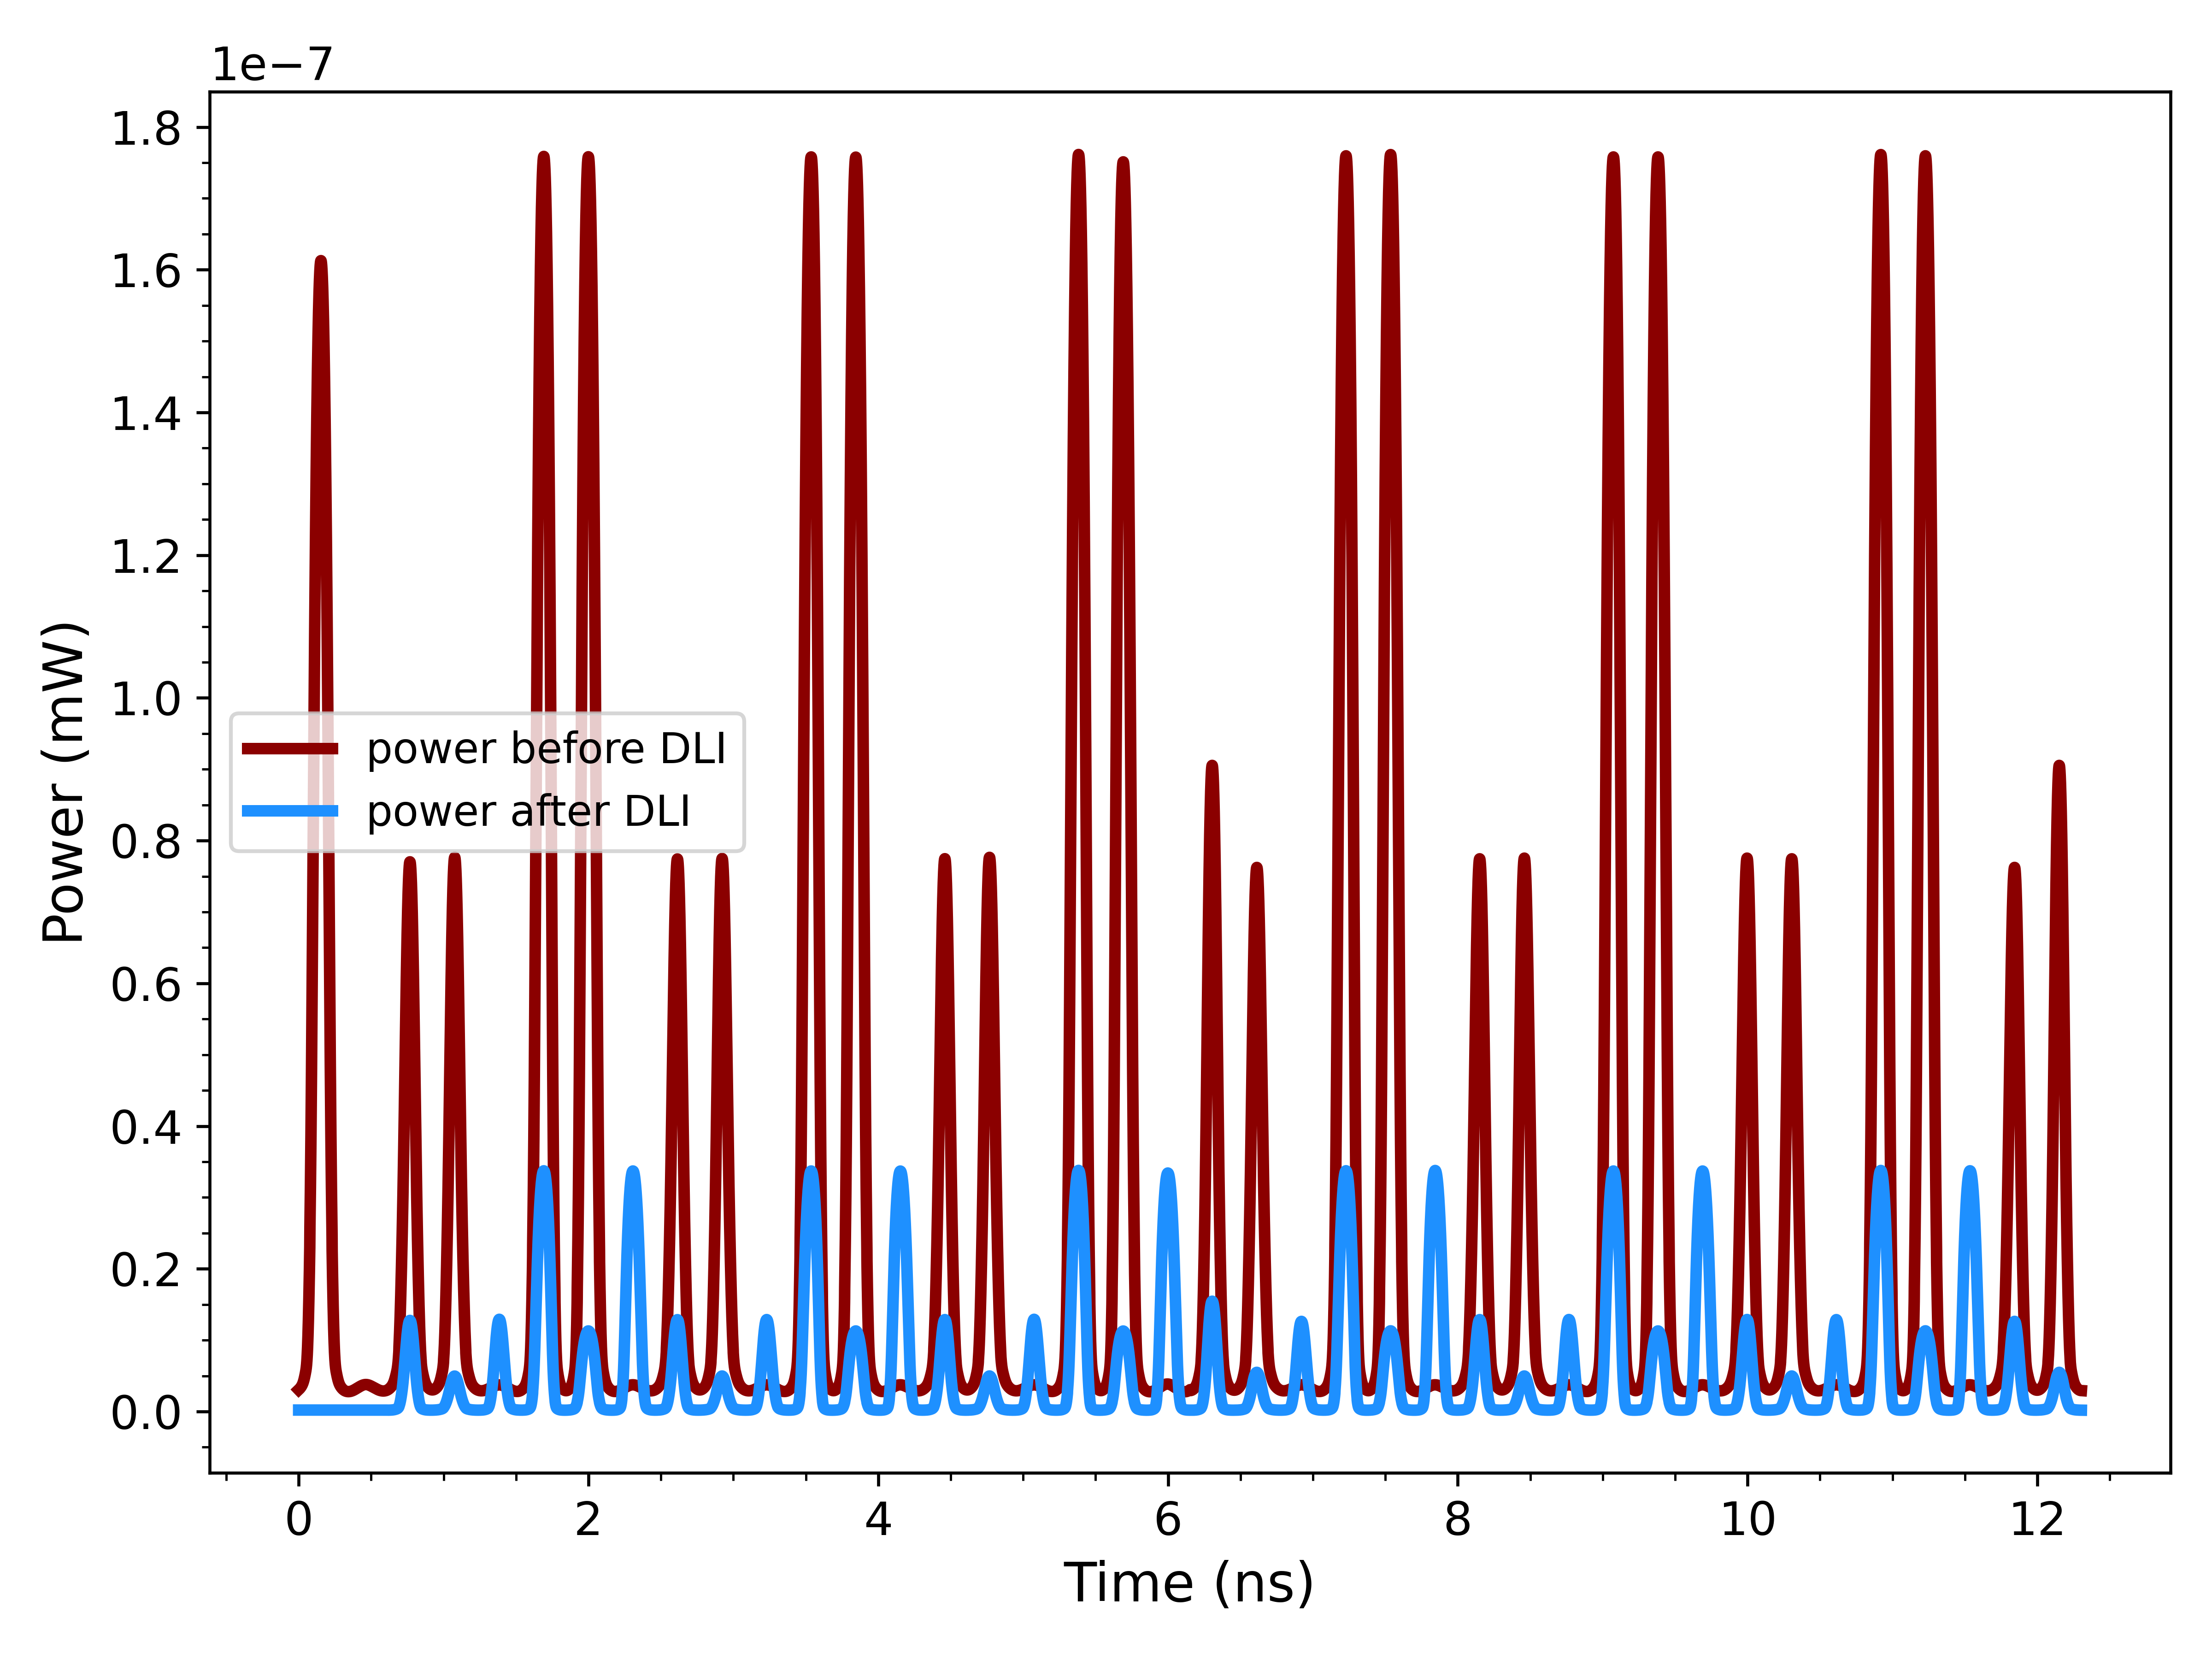 1e−7
1.8
1.6
1.4
1.2
1.0
0.8
0.6
0.4
0.2
0.0
Power (mW)
power before DLI
power after DLI
0 2 4 6 8 10 12
Time (ns)